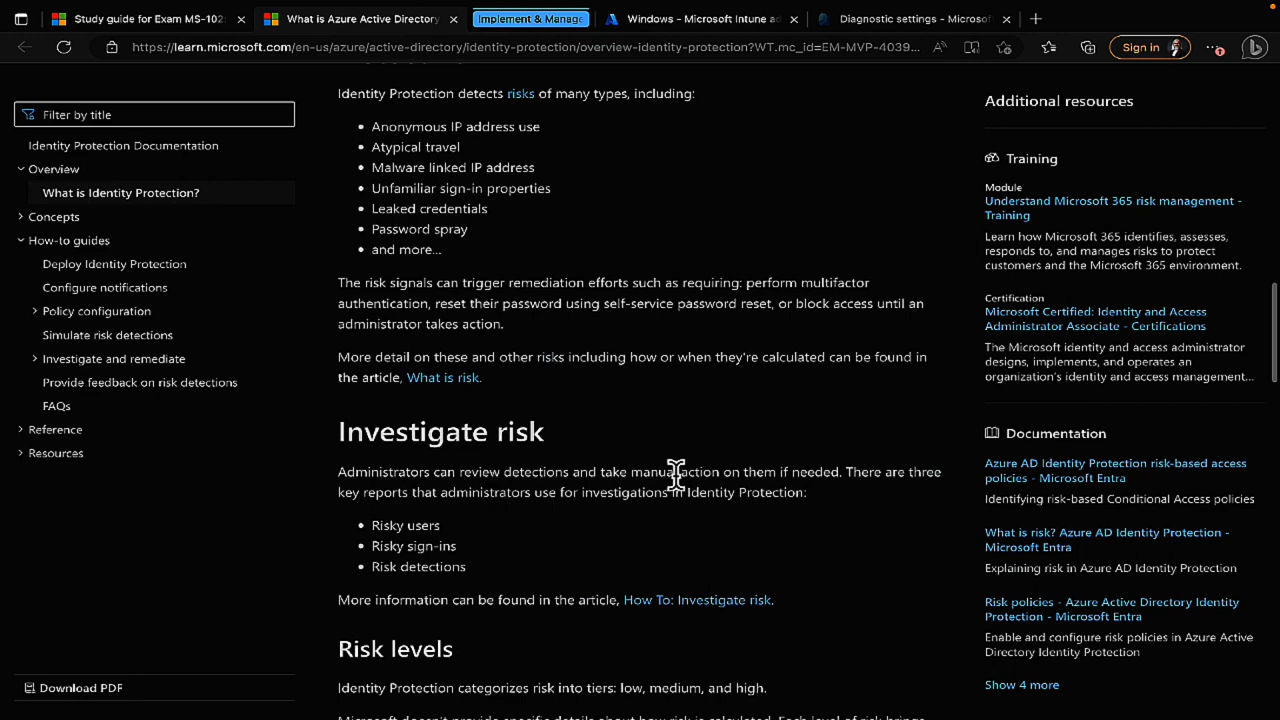 Study guide for Exam MS-102:
What is Azure Active Directory
Implement & Manage
Windows - Microsoft Intune ad
Diagnostic settings - Microsof
https://learn.microsoft.com/en-us/azure/active-directory/identity-protection/overview-identity-protection?WT.mc_id=EM-MVP-4039...
Sign in
Filter by title
Identity Protection Documentation
Overview
What is Identity Protection?
Concepts
How-to guides
Deploy Identity Protection
Configure notifications
Policy configuration
Simulate risk detections
Investigate and remediate
Provide feedback on risk detections
FAQs
Reference
Resources
Download PDF
Identity Protection detects risks of many types, including:
Anonymous IP address use
Atypical travel
Malware linked IP address
Unfamiliar sign-in properties
Leaked credentials
Password spray
and more...
The risk signals can trigger remediation efforts such as requiring: perform multifactor
authentication, reset their password using self-service password reset, or block access until an
administrator takes action.
More detail on these and other risks including how or when they're calculated can be found in
the article, What is risk.
Investigate risk
Administrators can review detections and take manual action on them if needed. There are three
key reports that administrators use for investigations in Identity Protection:
Risky users
Risky sign-ins
Risk detections
More information can be found in the article, How To: Investigate risk.
Risk levels
Identity Protection categorizes risk into tiers: low, medium, and high.
Microsoft doesn't provide specific details about how risk is calculated. Each level of risk brings
Additional resources
Training
Module
Understand Microsoft 365 risk management -
Training
Learn how Microsoft 365 identifies, assesses,
responds to, and manages risks to protect
customers and the Microsoft 365 environment.
Certification
Microsoft Certified: Identity and Access
Administrator Associate - Certifications
The Microsoft identity and access administrator
designs, implements, and operates an
organization's identity and access management...
Documentation
Azure AD Identity Protection risk-based access
policies - Microsoft Entra
Identifying risk-based Conditional Access policies
What is risk? Azure AD Identity Protection -
Microsoft Entra
Explaining risk in Azure AD Identity Protection
Risk policies - Azure Active Directory Identity
Protection - Microsoft Entra
Enable and configure risk policies in Azure Active
Directory Identity Protection
Show 4 more